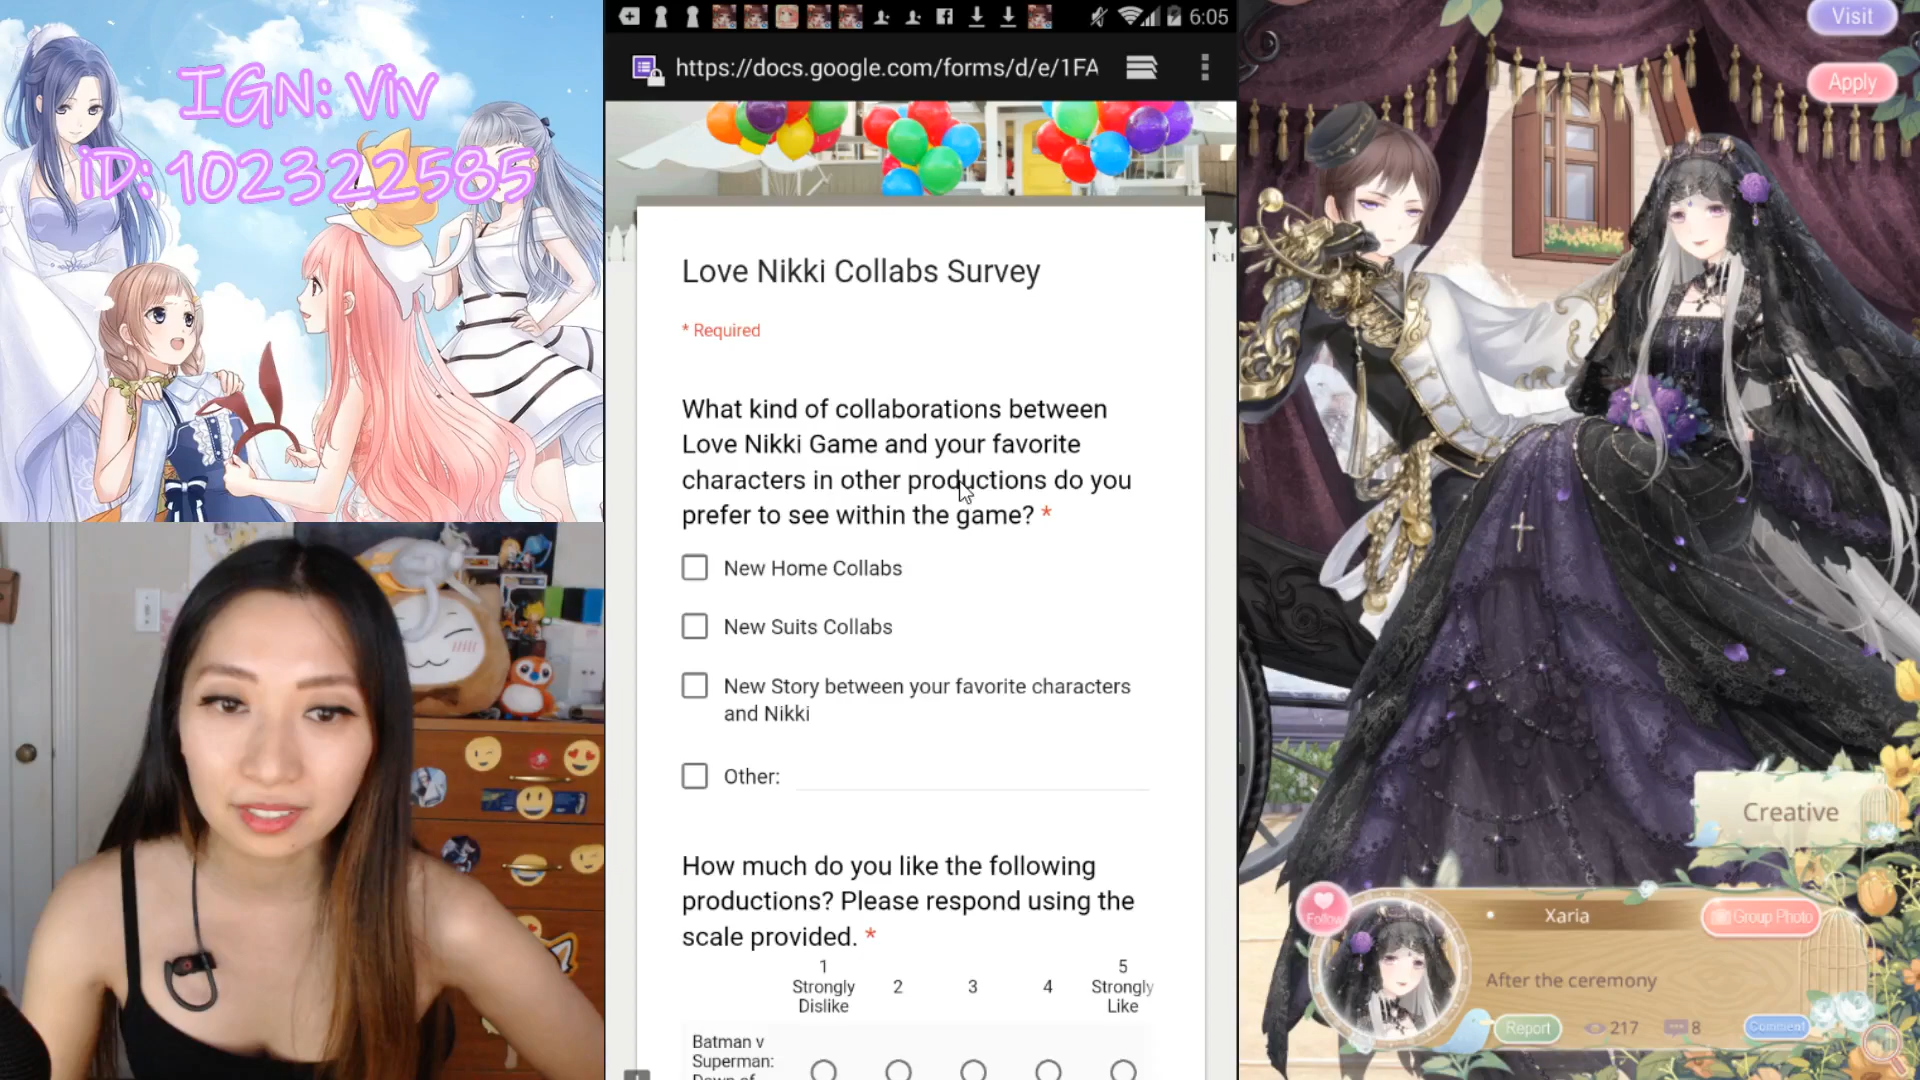 IGN: Viv
iD: 102322585
6:05
https://docs.google.com/forms/d/e/1FA
Love Nikki Collabs Survey
* Required
What kind of collaborations between
Love Nikki Game and your favorite
characters in other productions do you
prefer to see within the game? *
New Home Collabs
New Suits Collabs
New Story between your favorite characters
and Nikki
Other:
How much do you like the following
productions? Please respond using the
scale provided. *
1
Strongly
Dislike
2
3
4
5
Strongly
Like
Batman v
Superman:
Visit
Apply
Creative
Follow
Xaria
Group Photo
After the ceremony
Report
217
8
Comment